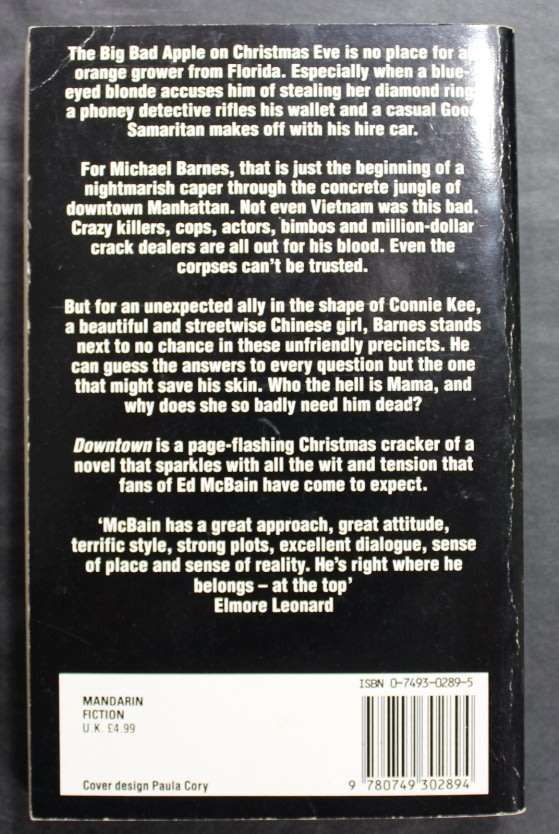 The Big Bad Apple on Christmas Eve is no place for an
orange grower from Florida. Especially when a blue-
eyed blonde accuses him of stealing her diamond ring,
a phoney detective rifles his wallet and a casual Good
Samaritan makes off with his hire car.
For Michael Barnes, that is just the beginning of a
nightmarish caper through the concrete jungle of
downtown Manhattan. Not even Vietnam was this bad.
Crazy killers, cops, actors, bimbos and million-dollar
crack dealers are all out for his blood. Even the
corpses can't be trusted.
But for an unexpected ally in the shape of Connie Kee,
a beautiful and streetwise Chinese girl, Barnes stands
next to no chance in these unfriendly precincts. He
can guess the answers to every question but the one
that might save his skin. Who the hell is Mama, and
why does she so badly need him dead?
Downtown is a page-flashing Christmas cracker of a
novel that sparkles with all the wit and tension that
fans of Ed McBain have come to expect.
‘McBain has a great approach, great attitude,
terrific style, strong plots, excellent dialogue, sense
of place and sense of reality. He's right where he
belongs – at the top’
Elmore Leonard
MANDARIN
FICTION
U.K. £4.99
Cover design Paula Cory
ISBN 0-7493-0289-5
9 780749 302894